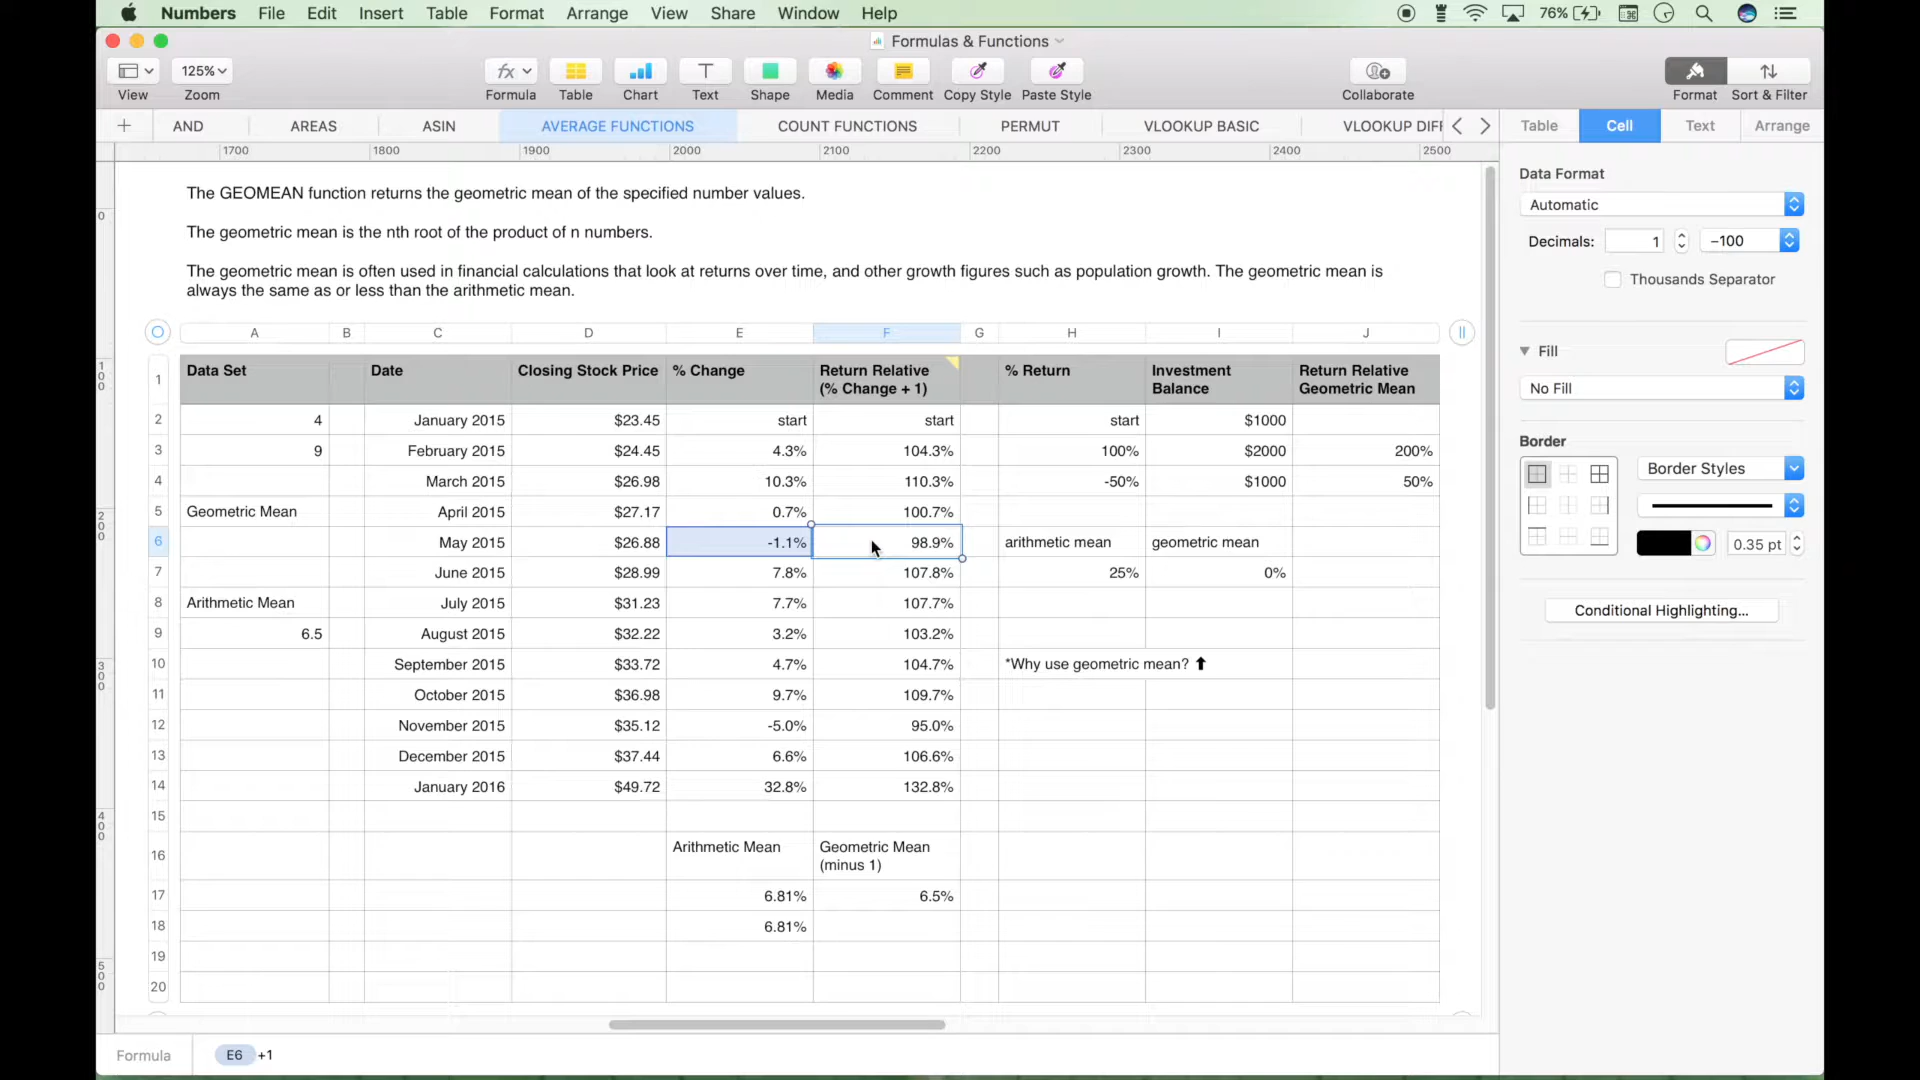 Numbers File Edit Insert Table Format Arrange View Share Window Help 76%
Formulas & Functions
125%
View Zoom Formula Table Chart Text Shape Media Comment Copy Style Paste Style Collaborate Format Sort & Filter
AND AREAS ASIN AVERAGE FUNCTIONS COUNT FUNCTIONS PERMUT VLOOKUP BASIC VLOOKUP DIFF
Table Cell Text Arrange
1700 1800 1900 2000 2100 2200 2300 2400 2500
The GEOMEAN function returns the geometric mean of the specified number values.
The geometric mean is the nth root of the product of n numbers.
The geometric mean is often used in financial calculations that look at returns over time, and other growth figures such as population growth. The geometric mean is
always the same as or less than the arithmetic mean.
0
100
200
300
400
500
A B C D E F G H I J
1 Data Set Date Closing Stock Price % Change Return Relative % Return Investment Return Relative
(% Change + 1) Balance Geometric Mean
2 4 January 2015 $23.45 start start start $1000
3 9 February 2015 $24.45 4.3% 104.3% 100% $2000 200%
4 March 2015 $26.98 10.3% 110.3% -50% $1000 50%
5 Geometric Mean April 2015 $27.17 0.7% 100.7%
6 May 2015 $26.88 -1.1% 98.9% arithmetic mean geometric mean
7 June 2015 $28.99 7.8% 107.8% 25% 0%
8 Arithmetic Mean July 2015 $31.23 7.7% 107.7%
9 6.5 August 2015 $32.22 3.2% 103.2%
10 September 2015 $33.72 4.7% 104.7% *Why use geometric mean? ⬆
11 October 2015 $36.98 9.7% 109.7%
12 November 2015 $35.12 -5.0% 95.0%
13 December 2015 $37.44 6.6% 106.6%
14 January 2016 $49.72 32.8% 132.8%
15
16 Arithmetic Mean Geometric Mean
(minus 1)
17 6.81% 6.5%
18 6.81%
19
20
Formula E6 +1
Data Format
Automatic
Decimals: 1 –100
Thousands Separator
Fill
No Fill
Border
Border Styles
0.35 pt
Conditional Highlighting...